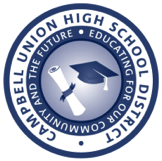 CAMPBELL UNION HIGH SCHOOL DISTRICT
EDUCATING FOR OUR COMMUNITY AND THE FUTURE